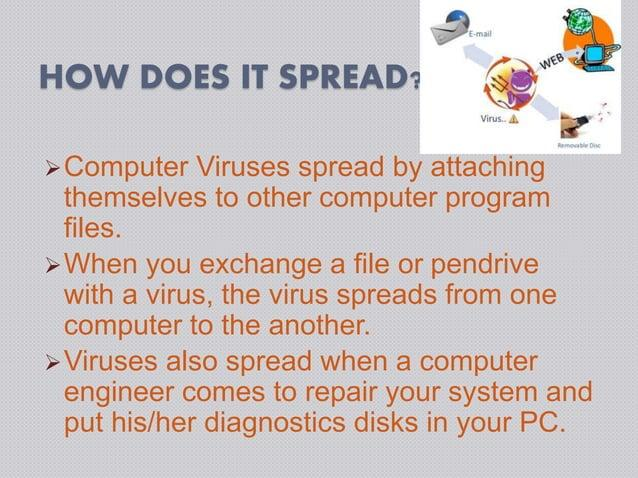 HOW DOES IT SPREAD?
E-mail
WEB
Virus..
Removable Disc
Computer Viruses spread by attaching
themselves to other computer program
files.
When you exchange a file or pendrive
with a virus, the virus spreads from one
computer to the another.
Viruses also spread when a computer
engineer comes to repair your system and
put his/her diagnostics disks in your PC.